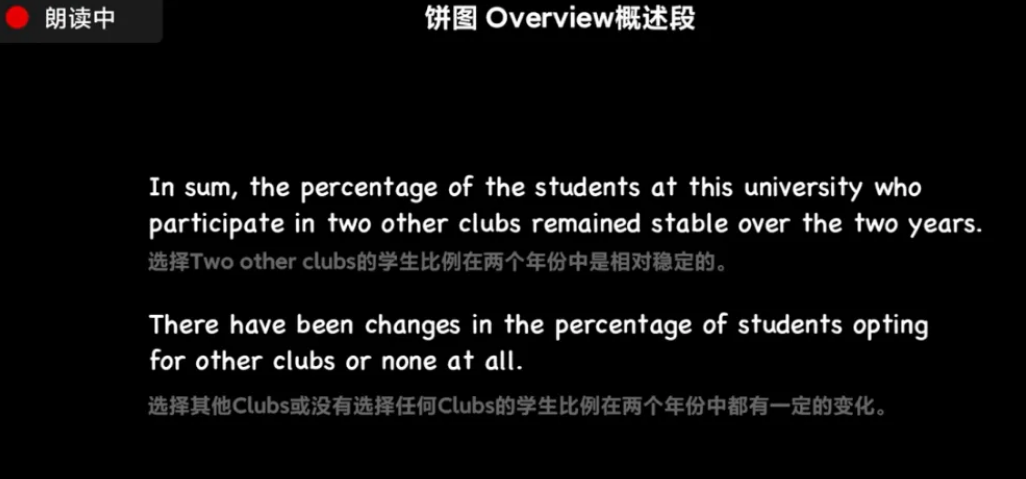 朗读中
饼图 Overview概述段
In sum, the percentage of the students at this university who
participate in two other clubs remained stable over the two years.
选择Two other clubs的学生比例在两个年份中是相对稳定的。
There have been changes in the percentage of students opting
for other clubs or none at all.
选择其他Clubs或没有选择任何Clubs的学生比例在两个年份中都有一定的变化。